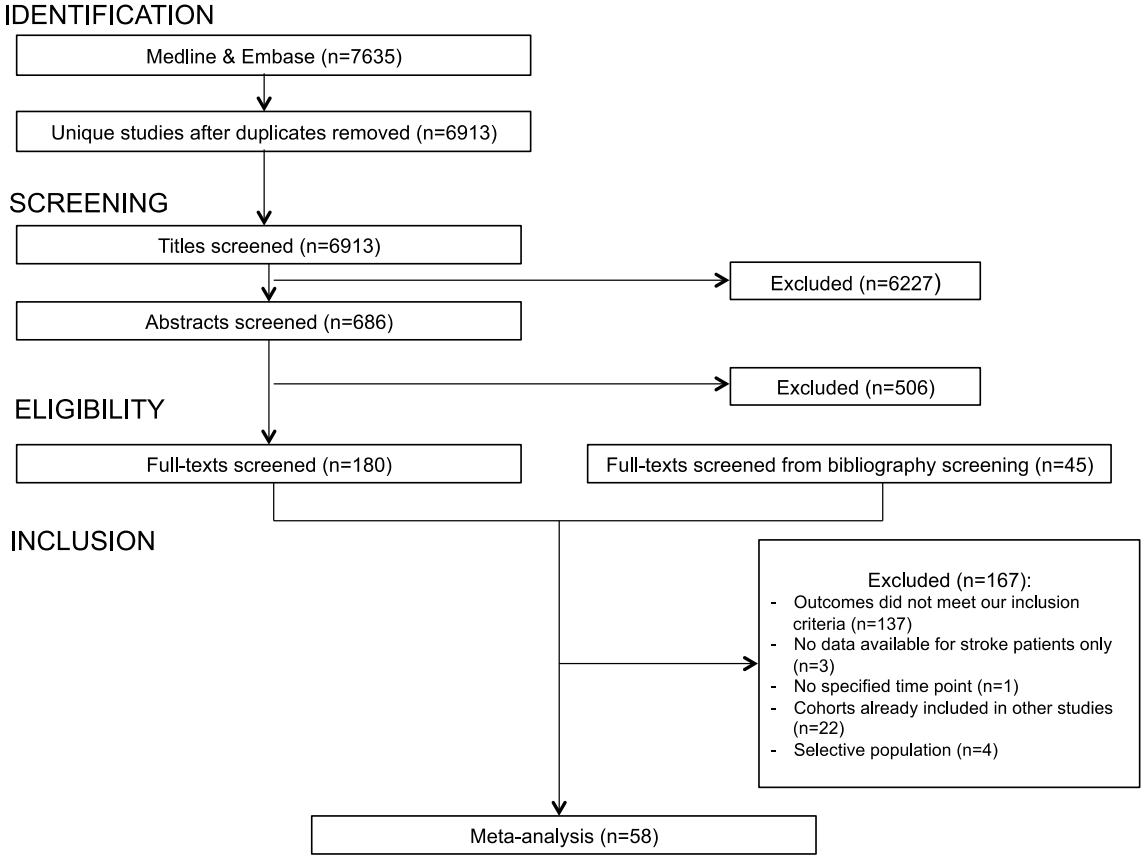 IDENTIFICATION
Medline & Embase (n=7635)
Unique studies after duplicates removed (n=6913)
SCREENING
Titles screened (n=6913)
Excluded (n=6227)
Abstracts screened (n=686)
Excluded (n=506)
ELIGIBILITY
Full-texts screened (n=180)
Full-texts screened from bibliography screening (n=45)
INCLUSION
Excluded (n=167):
- Outcomes did not meet our inclusion
criteria (n=137)
- No data available for stroke patients only
(n=3)
- No specified time point (n=1)
- Cohorts already included in other studies
(n=22)
- Selective population (n=4)
Meta-analysis (n=58)